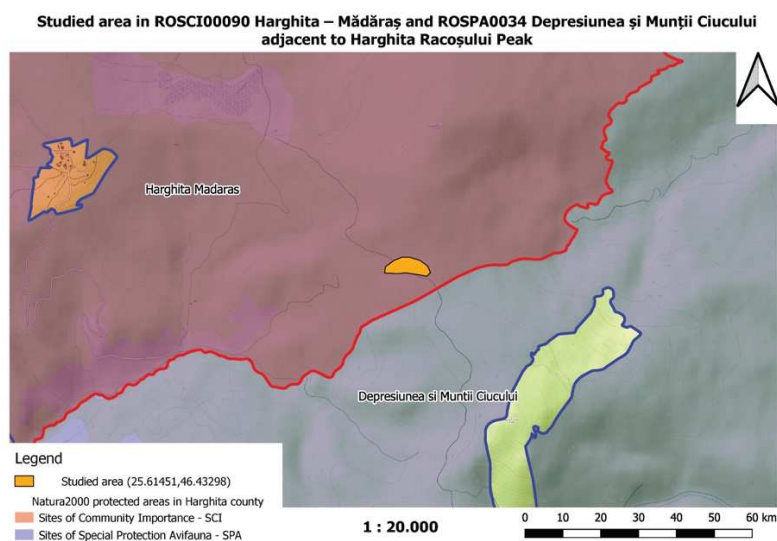 Studied area in ROSCI00090 Harghita – Mădăraș and ROSPA0034 Depresiunea și Munții Ciucului
adjacent to Harghita Racoșului Peak
Harghita Madaras
Depresiunea si Muntii Ciucului
Legend
Studied area (25.61451,46.43298)
Natura2000 protected areas in Harghita county
Sites of Community Importance - SCI
Sites of Special Protection Avifauna - SPA
1 : 20.000
0 10 20 30 40 50 60 km